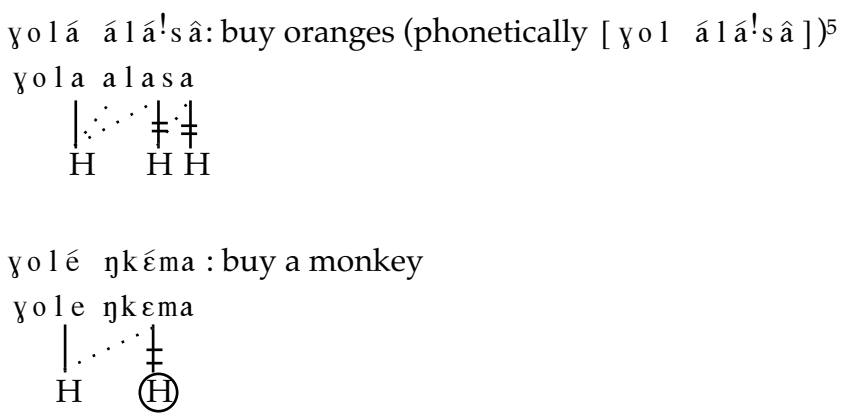 ɣolá álá!sâ: buy oranges (phonetically [ ɣol álá!sâ ])5
ɣola alasa
H H H
ɣolé ŋkɛ́ma : buy a monkey
ɣole ŋkɛma
H H